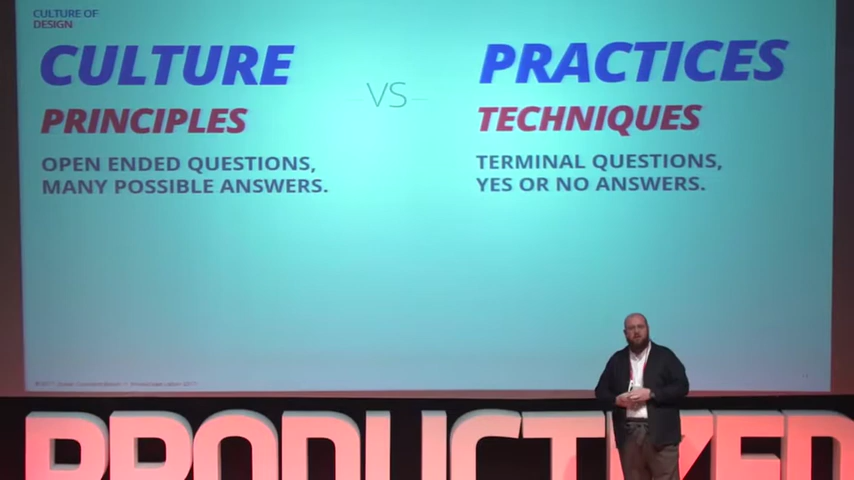 CULTURE OF
DESIGN
CULTURE
PRINCIPLES
OPEN ENDED QUESTIONS,
MANY POSSIBLE ANSWERS.
VS
PRACTICES
TECHNIQUES
TERMINAL QUESTIONS,
YES OR NO ANSWERS.
PRODUCTIZED